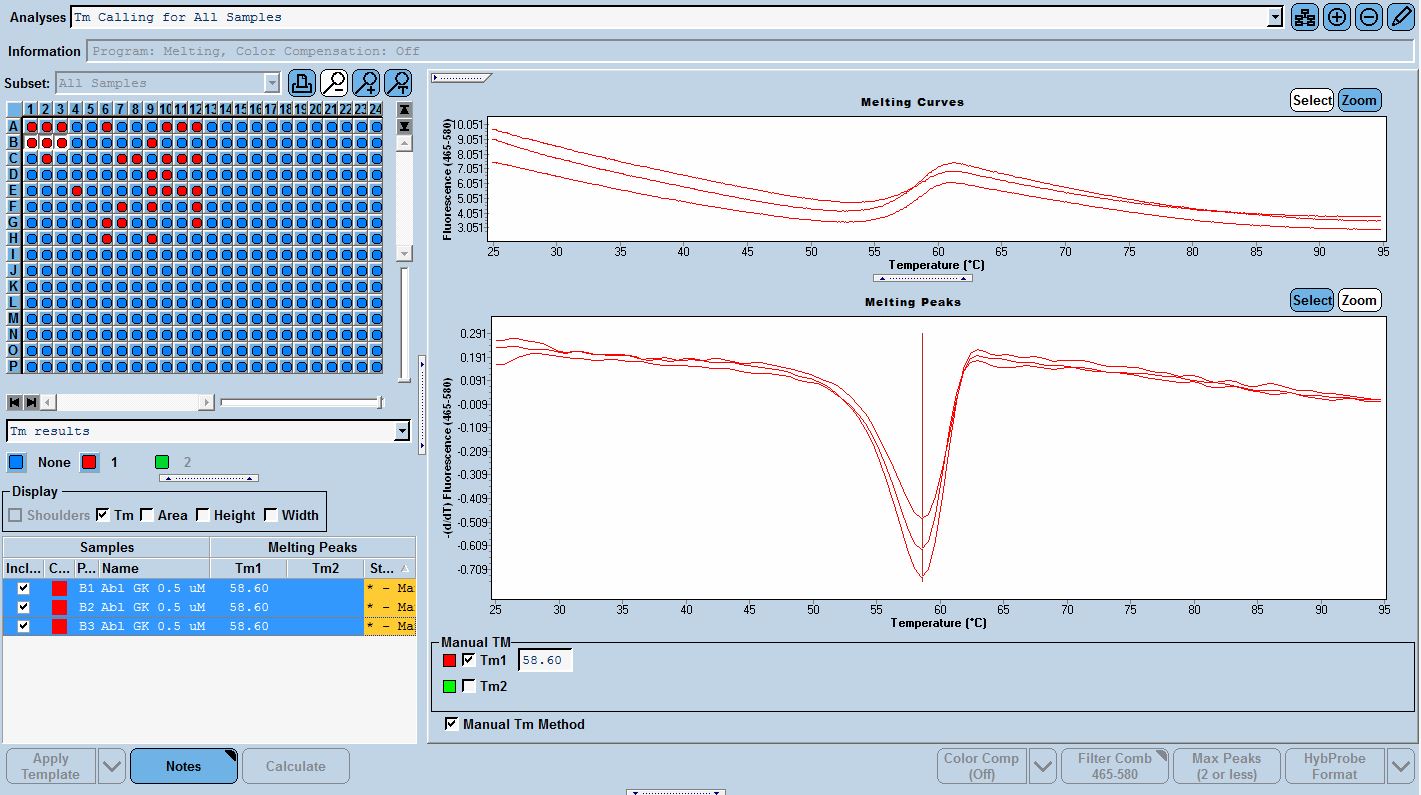 Analyses Tm Calling for All Samples
Information Program: Melting, Color Compensation: Off
Subset: All Samples
1 2 3 4 5 6 7 8 9 10 11 12 13 14 15 16 17 18 19 20 21 22 23 24
A
B
C
D
E
F
G
H
I
J
K
L
M
N
O
P
Tm results
None 1 2
Display
Shoulders Tm Area Height Width
Samples Melting Peaks
Incl... C... P... Name Tm1 Tm2 St...
B1 Abl GK 0.5 uM 58.60 * - Ma
B2 Abl GK 0.5 uM 58.60 * - Ma
B3 Abl GK 0.5 uM 58.60 * - Ma
Melting Curves
Select Zoom
Fluorescence (465-580)
10.051
9.051
8.051
7.051
6.051
5.051
4.051
3.051
25 30 35 40 45 50 55 60 65 70 75 80 85 90 95
Temperature (°C)
Melting Peaks
Select Zoom
-(d/dT) Fluorescence (465-580)
0.291
0.191
0.091
-0.009
-0.109
-0.209
-0.309
-0.409
-0.509
-0.609
-0.709
25 30 35 40 45 50 55 60 65 70 75 80 85 90 95
Temperature (°C)
Manual TM
Tm1 58.60
Tm2
Manual Tm Method
Apply
Template
Notes
Calculate
Color Comp
(Off)
Filter Comb
465-580
Max Peaks
(2 or less)
HybProbe
Format